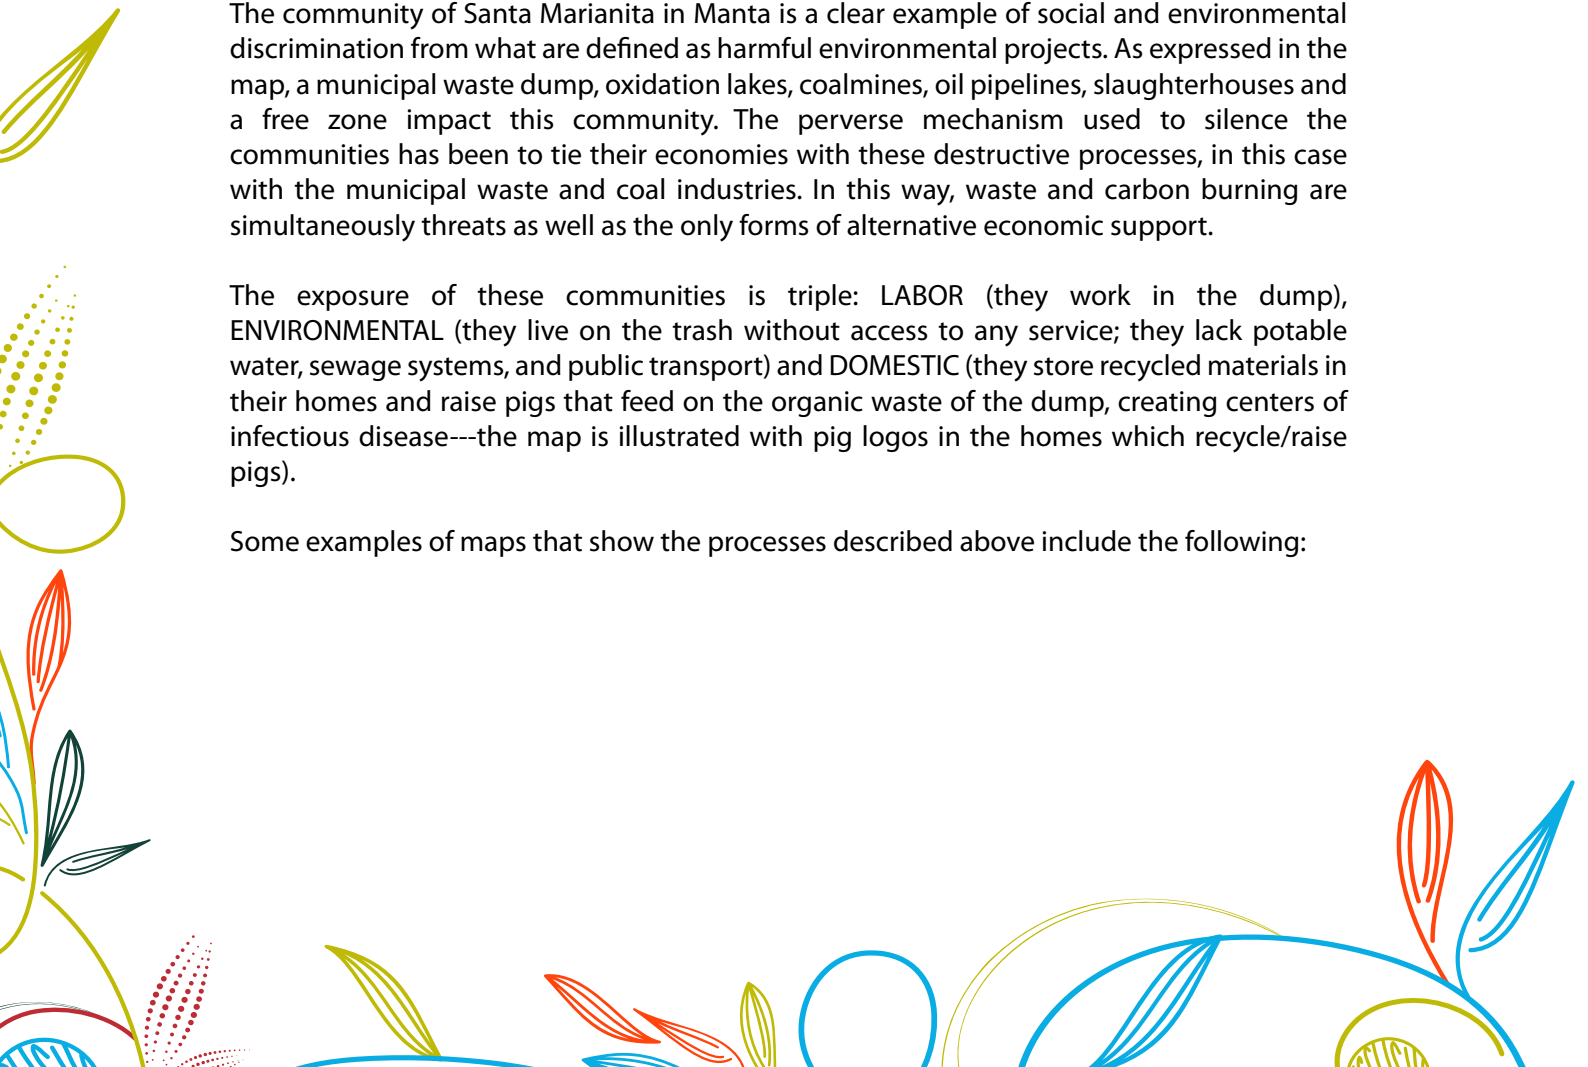 The community of Santa Marianita in Manta is a clear example of social and environmental
discrimination from what are defined as harmful environmental projects. As expressed in the
map, a municipal waste dump, oxidation lakes, coalmines, oil pipelines, slaughterhouses and
a free zone impact this community. The perverse mechanism used to silence the
communities has been to tie their economies with these destructive processes, in this case
with the municipal waste and coal industries. In this way, waste and carbon burning are
simultaneously threats as well as the only forms of alternative economic support.
The exposure of these communities is triple: LABOR (they work in the dump),
ENVIRONMENTAL (they live on the trash without access to any service; they lack potable
water, sewage systems, and public transport) and DOMESTIC (they store recycled materials in
their homes and raise pigs that feed on the organic waste of the dump, creating centers of
infectious disease---the map is illustrated with pig logos in the homes which recycle/raise
pigs).
Some examples of maps that show the processes described above include the following: